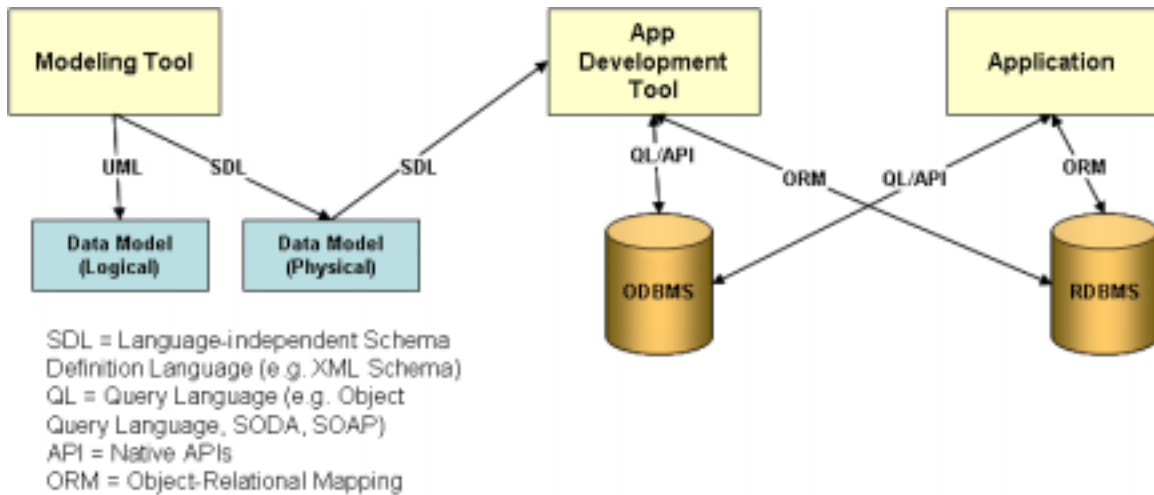 Modeling Tool
App
Development
Tool
Application
UML
SDL
SDL
QL/API
ORM
QL/API
ORM
Data Model
(Logical)
Data Model
(Physical)
ODBMS
RDBMS
SDL = Language-independent Schema
Definition Language (e.g. XML Schema)
QL = Query Language (e.g. Object
Query Language, SODA, SOAP)
API = Native APIs
ORM = Object-Relational Mapping